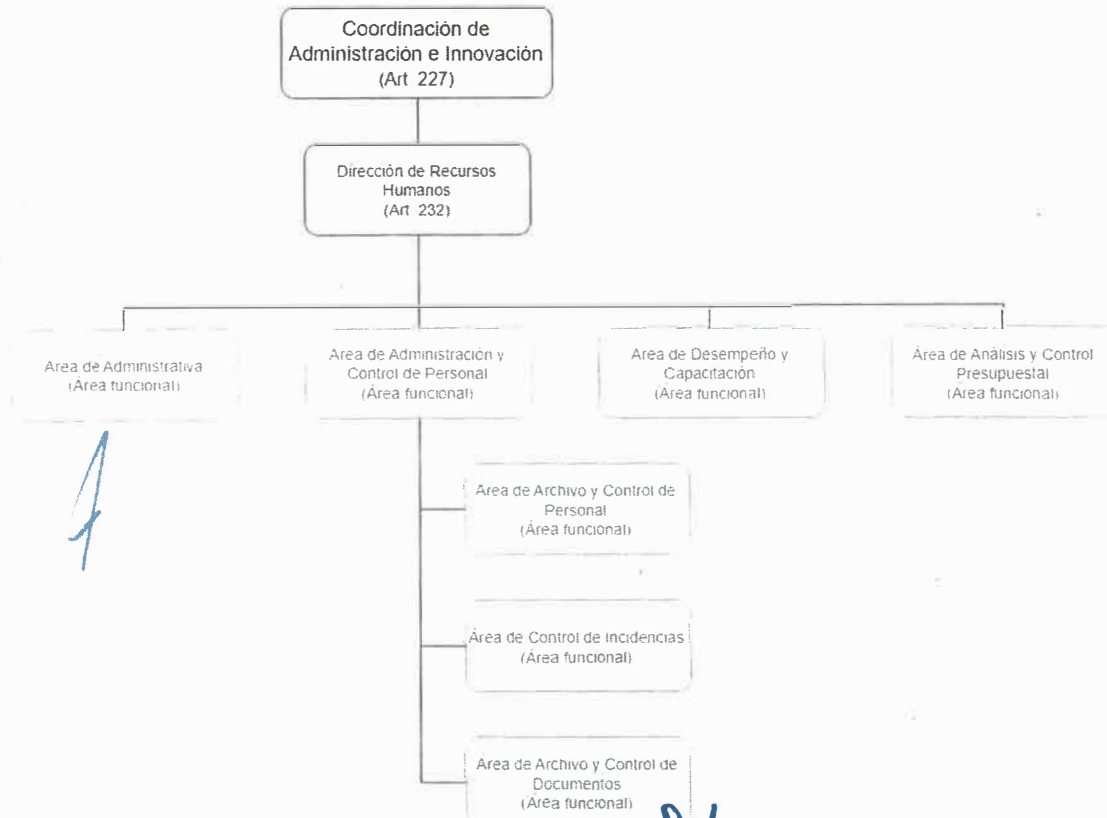 Coordinación de
Administración e Innovación
(Art 227)
Dirección de Recursos
Humanos
(Art 232)
Area de Administrativa
(Área funcional)
Area de Administración y
Control de Personal
(Área funcional)
Area de Desempeño y
Capacitación
(Área funcional)
Área de Análisis y Control
Presupuestal
(Área funcional)
Area de Archivo y Control de
Personal
(Área funcional)
Área de Control de Incidencias
(Área funcional)
Area de Archivo y Control de
Documentos
(Área funcional)